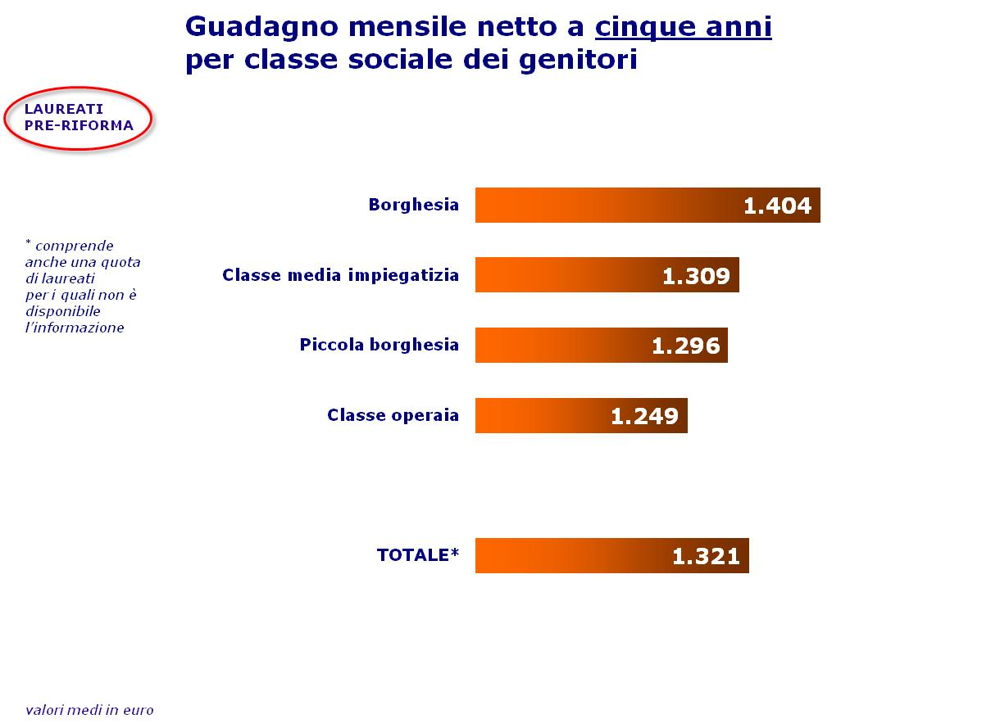 Guadagno mensile netto a cinque anni
per classe sociale dei genitori
LAUREATI
PRE-RIFORMA
Borghesia 1.404
* comprende
anche una quota
di laureati
per i quali non è
disponibile
l’informazione
Classe media impiegatizia 1.309
Piccola borghesia 1.296
Classe operaia 1.249
TOTALE* 1.321
valori medi in euro